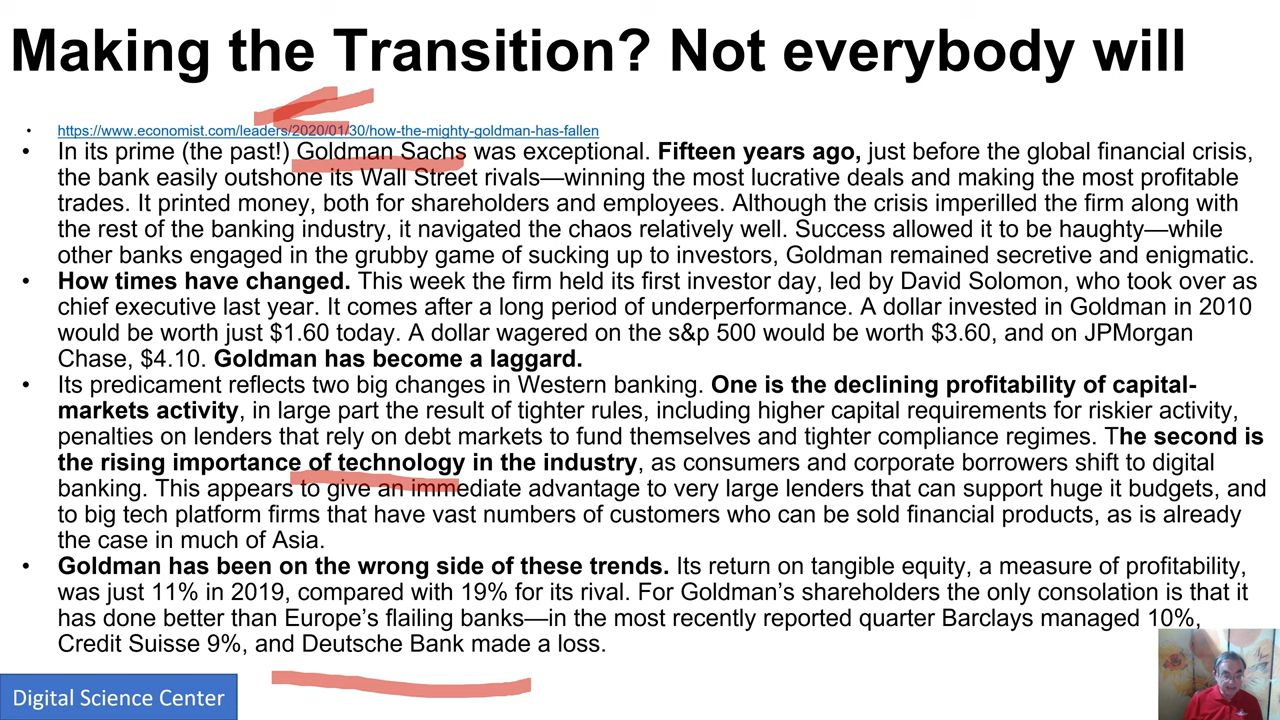 Making the Transition? Not everybody will
• https://www.economist.com/leaders/2020/01/30/how-the-mighty-goldman-has-fallen
• In its prime (the past!) Goldman Sachs was exceptional. Fifteen years ago, just before the global financial crisis,
the bank easily outshone its Wall Street rivals—winning the most lucrative deals and making the most profitable
trades. It printed money, both for shareholders and employees. Although the crisis imperilled the firm along with
the rest of the banking industry, it navigated the chaos relatively well. Success allowed it to be haughty—while
other banks engaged in the grubby game of sucking up to investors, Goldman remained secretive and enigmatic.
• How times have changed. This week the firm held its first investor day, led by David Solomon, who took over as
chief executive last year. It comes after a long period of underperformance. A dollar invested in Goldman in 2010
would be worth just $1.60 today. A dollar wagered on the s&p 500 would be worth $3.60, and on JPMorgan
Chase, $4.10. Goldman has become a laggard.
• Its predicament reflects two big changes in Western banking. One is the declining profitability of capital-
markets activity, in large part the result of tighter rules, including higher capital requirements for riskier activity,
penalties on lenders that rely on debt markets to fund themselves and tighter compliance regimes. The second is
the rising importance of technology in the industry, as consumers and corporate borrowers shift to digital
banking. This appears to give an immediate advantage to very large lenders that can support huge it budgets, and
to big tech platform firms that have vast numbers of customers who can be sold financial products, as is already
the case in much of Asia.
• Goldman has been on the wrong side of these trends. Its return on tangible equity, a measure of profitability,
was just 11% in 2019, compared with 19% for its rival. For Goldman's shareholders the only consolation is that it
has done better than Europe's flailing banks—in the most recently reported quarter Barclays managed 10%,
Credit Suisse 9%, and Deutsche Bank made a loss.
Digital Science Center